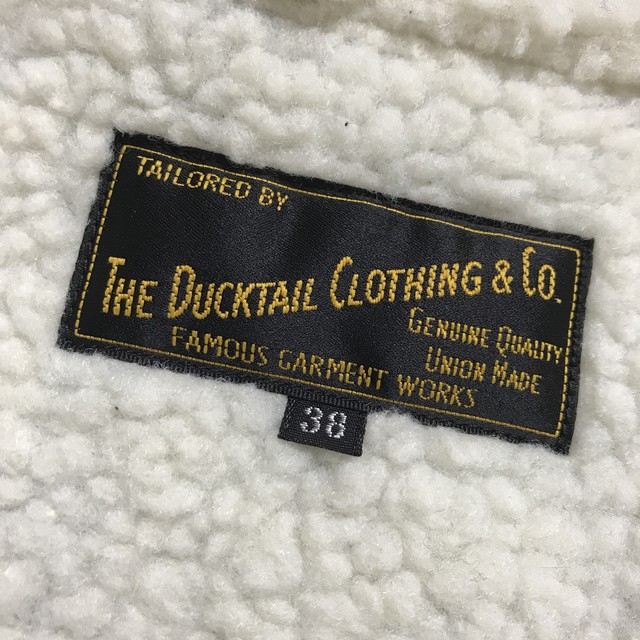 TAILORED BY
THE DUCKTAIL CLOTHING & CO.
GENUINE QUALITY
UNION MADE
FAMOUS GARMENT WORKS
38